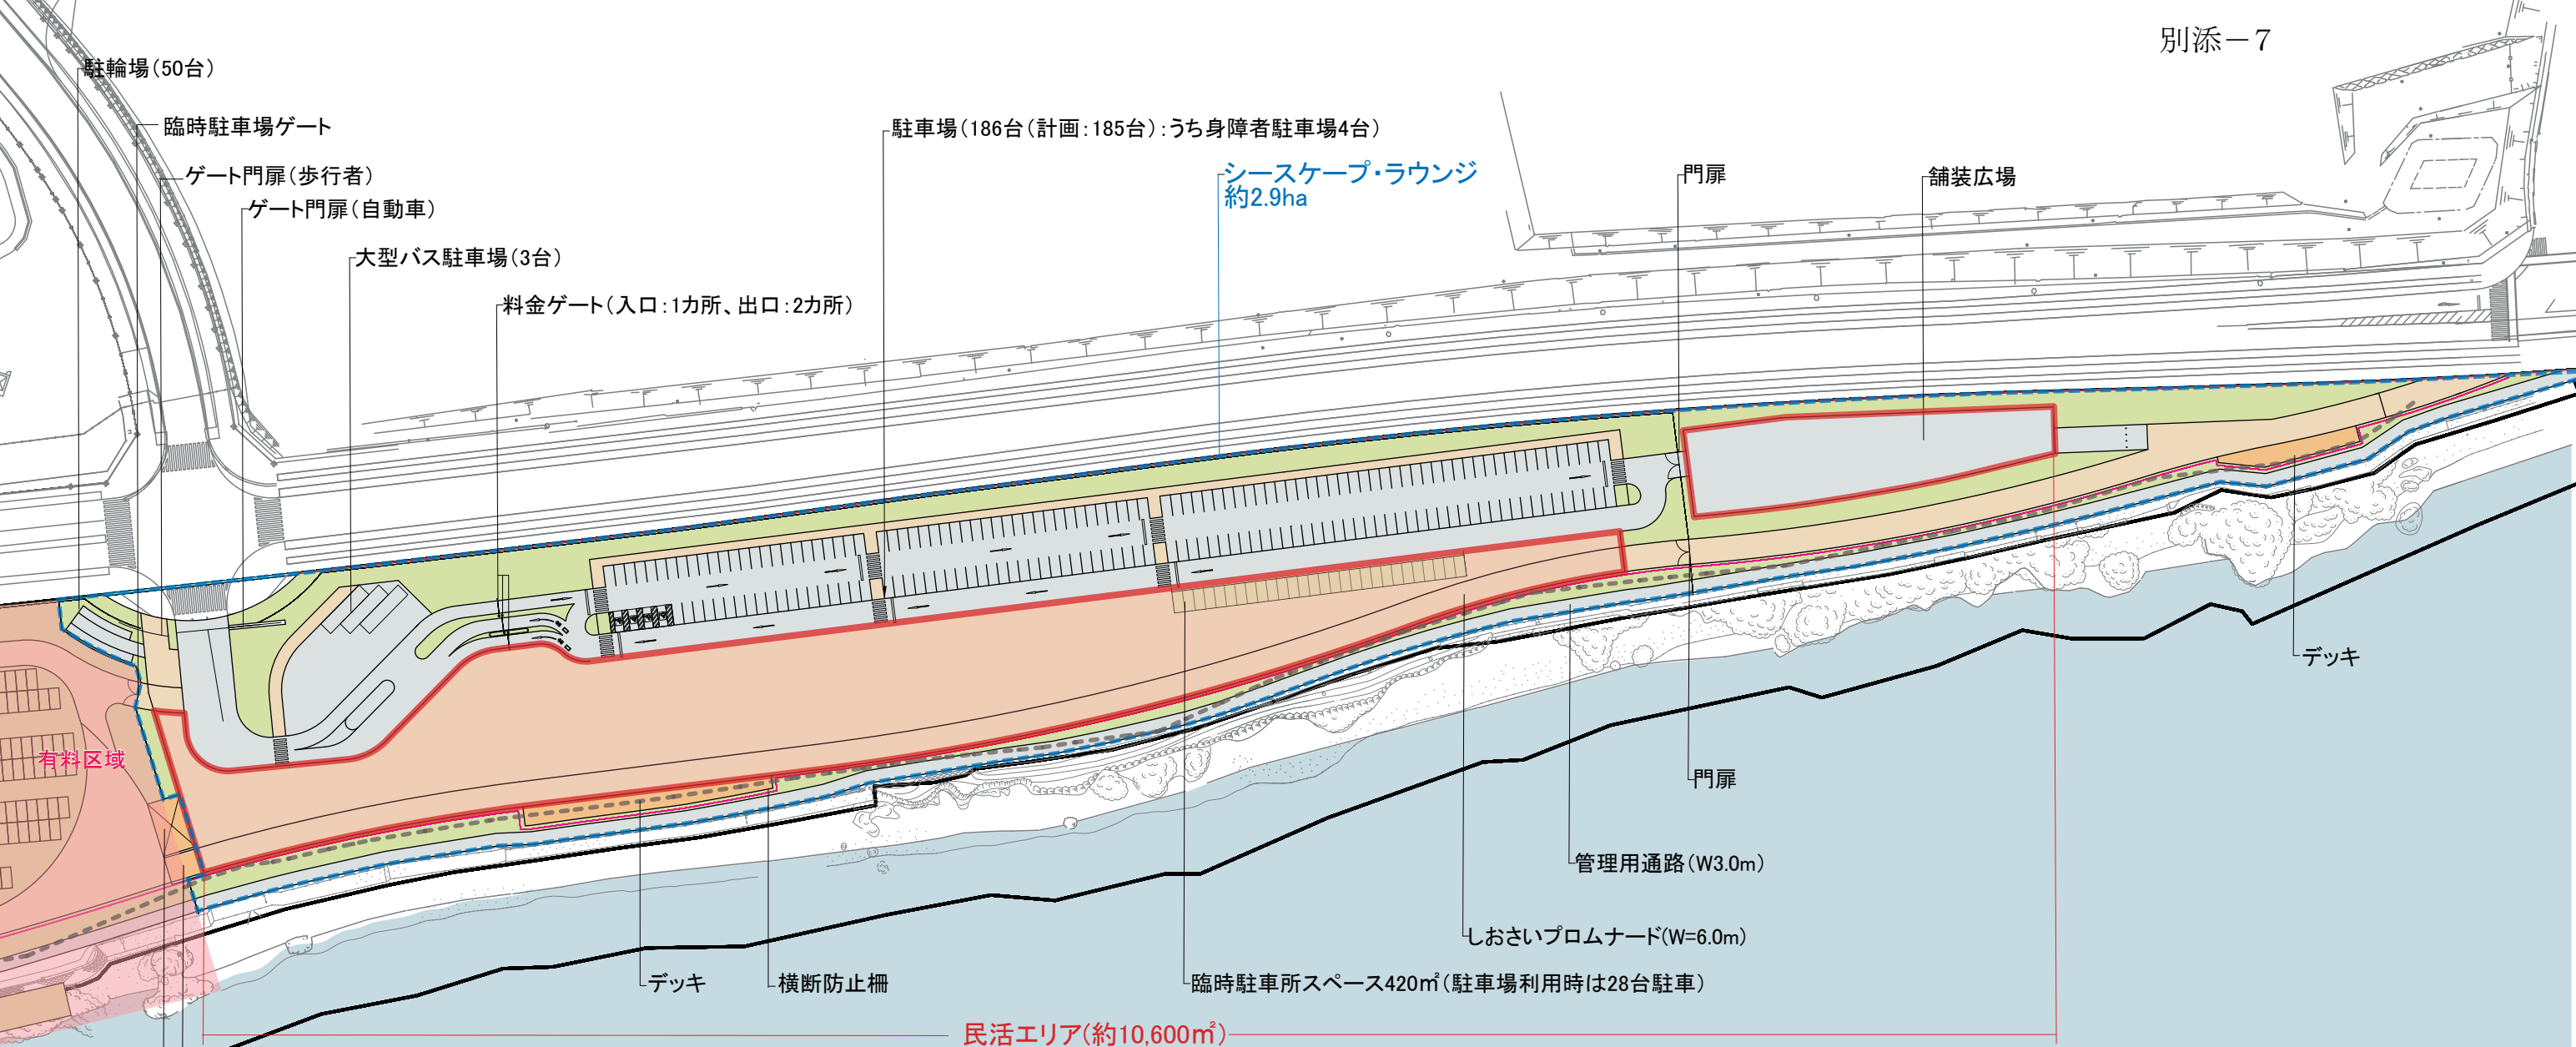 別添－7
駐輪場（50台）
臨時駐車場ゲート
駐車場（186台（計画：185台）：うち身障者駐車場4台）
ゲート門扉（歩行者）
シースケープ・ラウンジ
約2.9ha
門扉
舗装広場
ゲート門扉（自動車）
大型バス駐車場（3台）
料金ゲート（入口：1カ所、出口：2カ所）
デッキ
有料区域
門扉
管理用通路（W3.0m）
しおさいプロムナード（W=6.0m）
デッキ
横断防止柵
臨時駐車所スペース420㎡（駐車場利用時は28台駐車）
民活エリア（約10,600㎡）